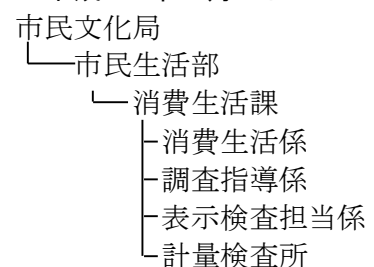 市民文化局
市民生活部
消費生活課
消費生活係
調査指導係
表示検査担当係
計量検査所